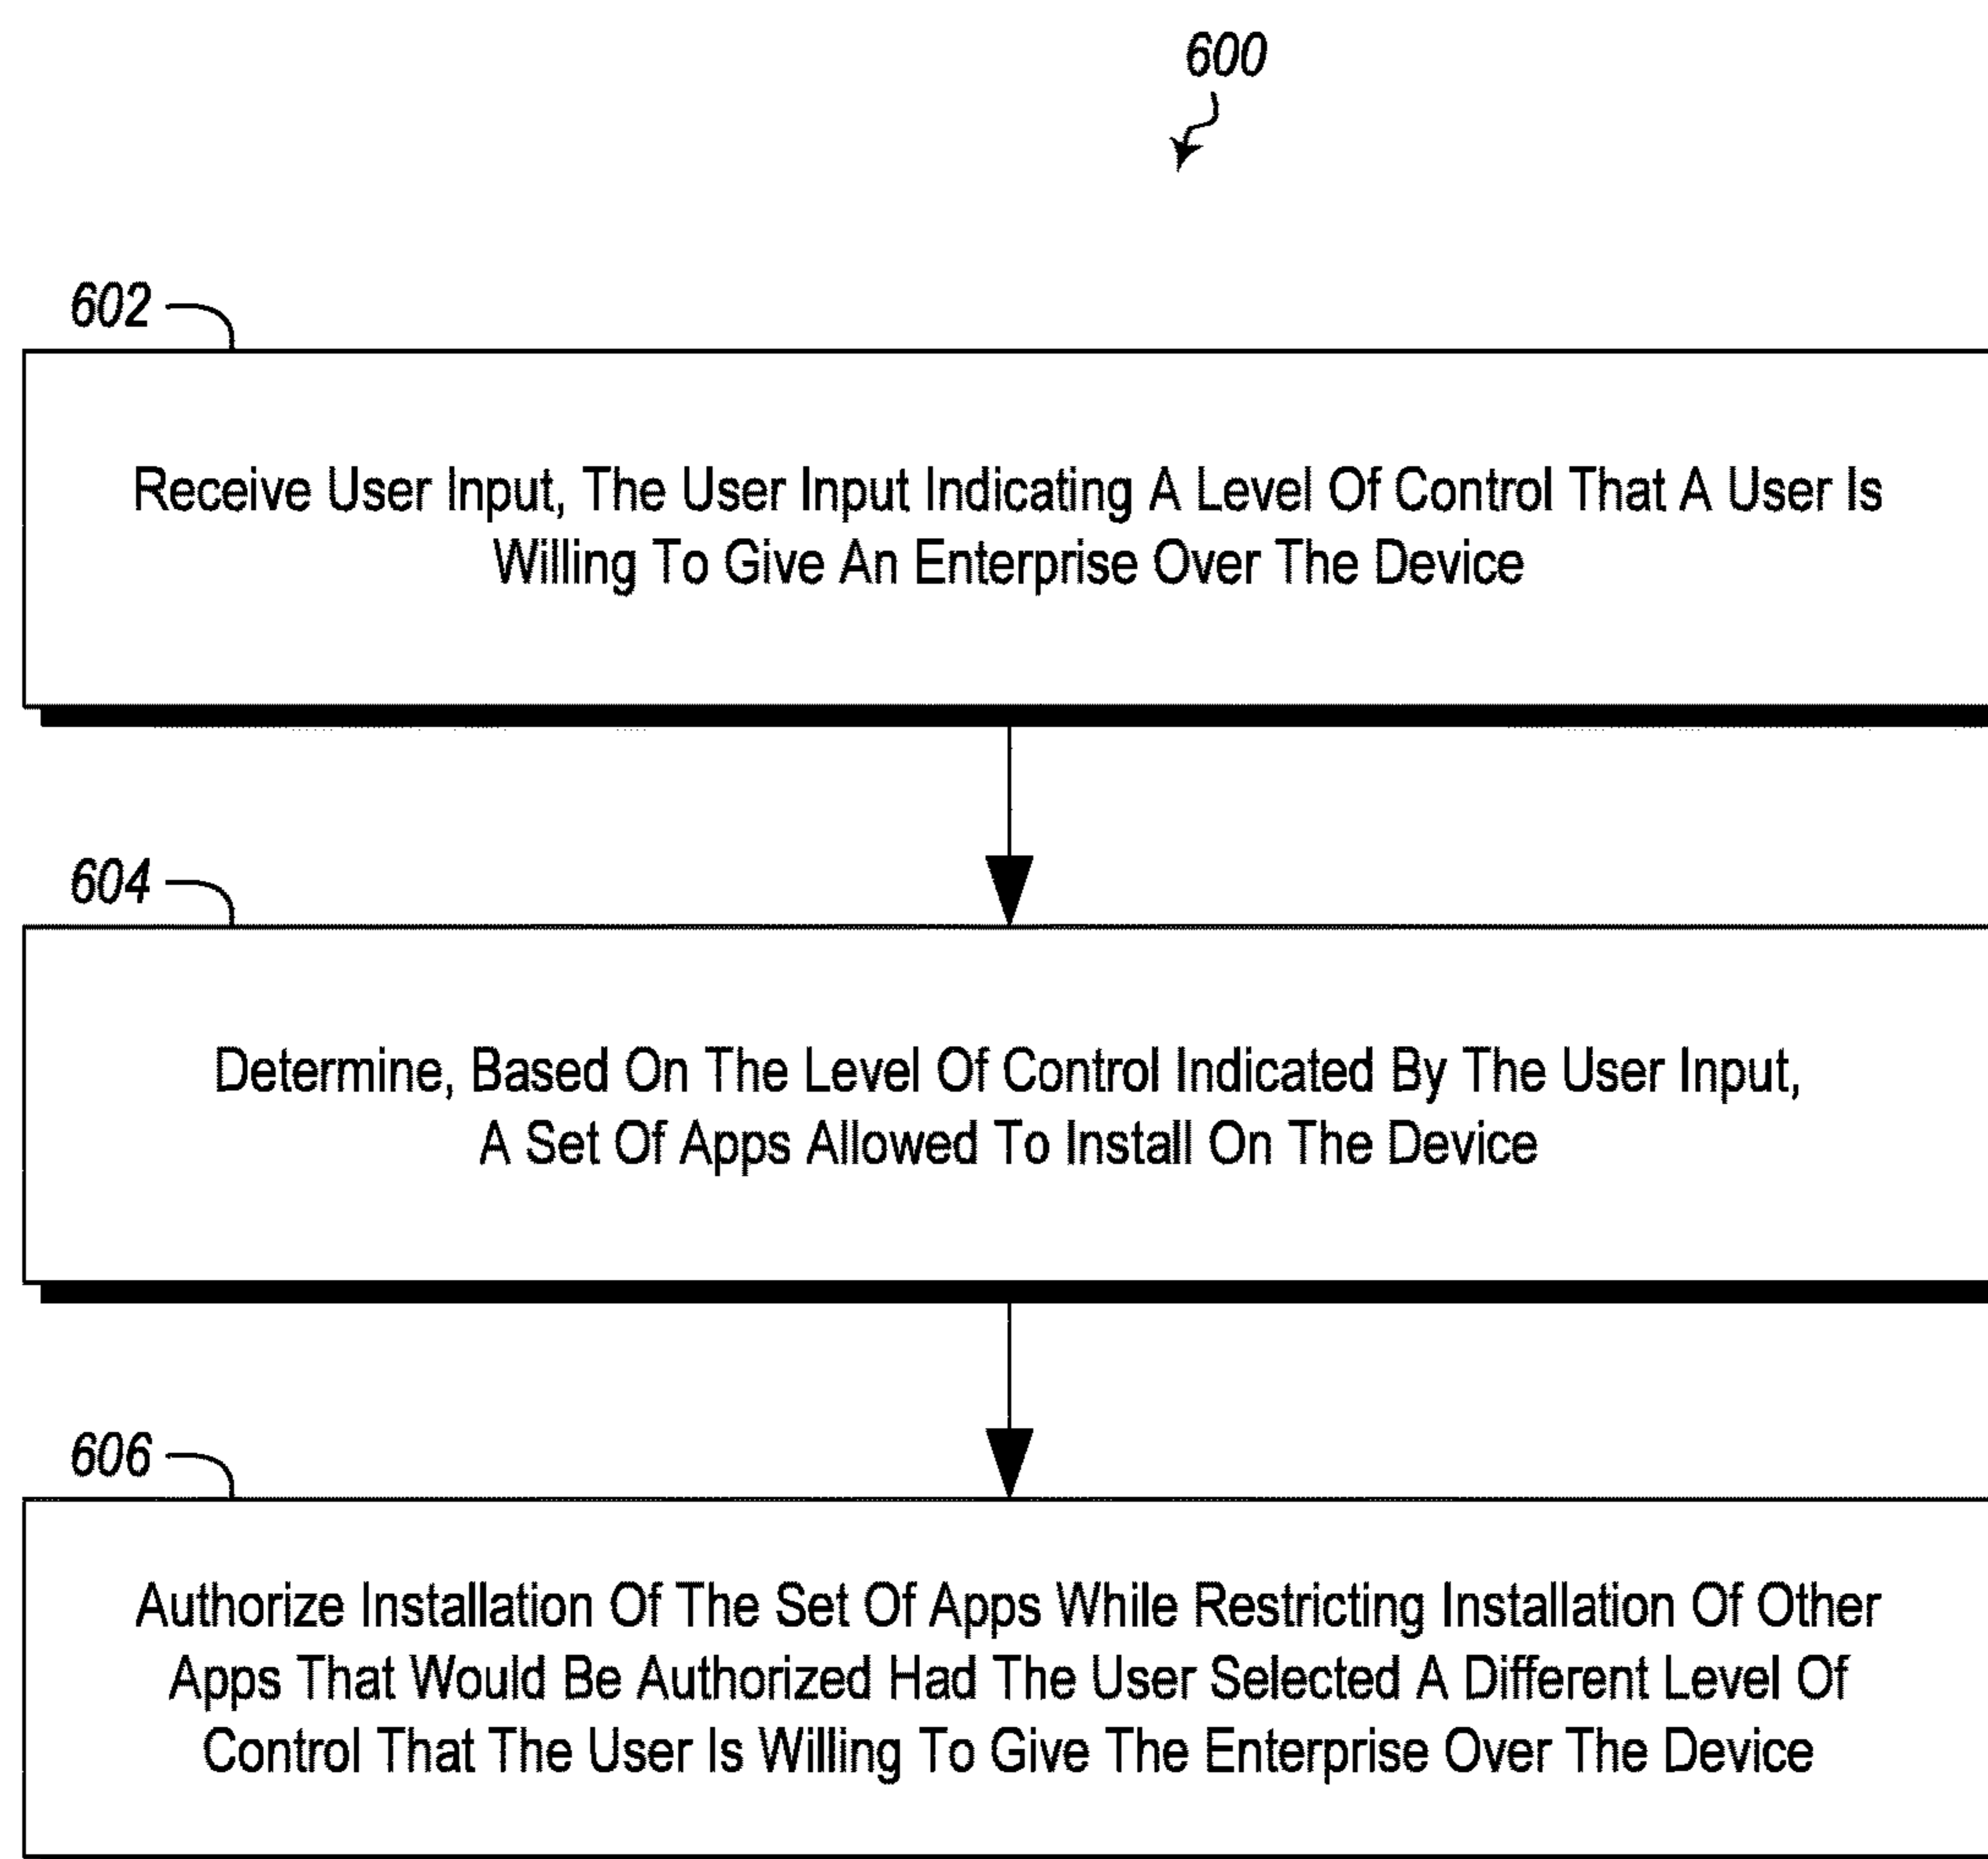 600
602
Receive User Input, The User Input Indicating A Level Of Control That A User Is
Willing To Give An Enterprise Over The Device
604
Determine, Based On The Level Of Control Indicated By The User Input,
A Set Of Apps Allowed To Install On The Device
606
Authorize Installation Of The Set Of Apps While Restricting Installation Of Other
Apps That Would Be Authorized Had The User Selected A Different Level Of
Control That The User Is Willing To Give The Enterprise Over The Device